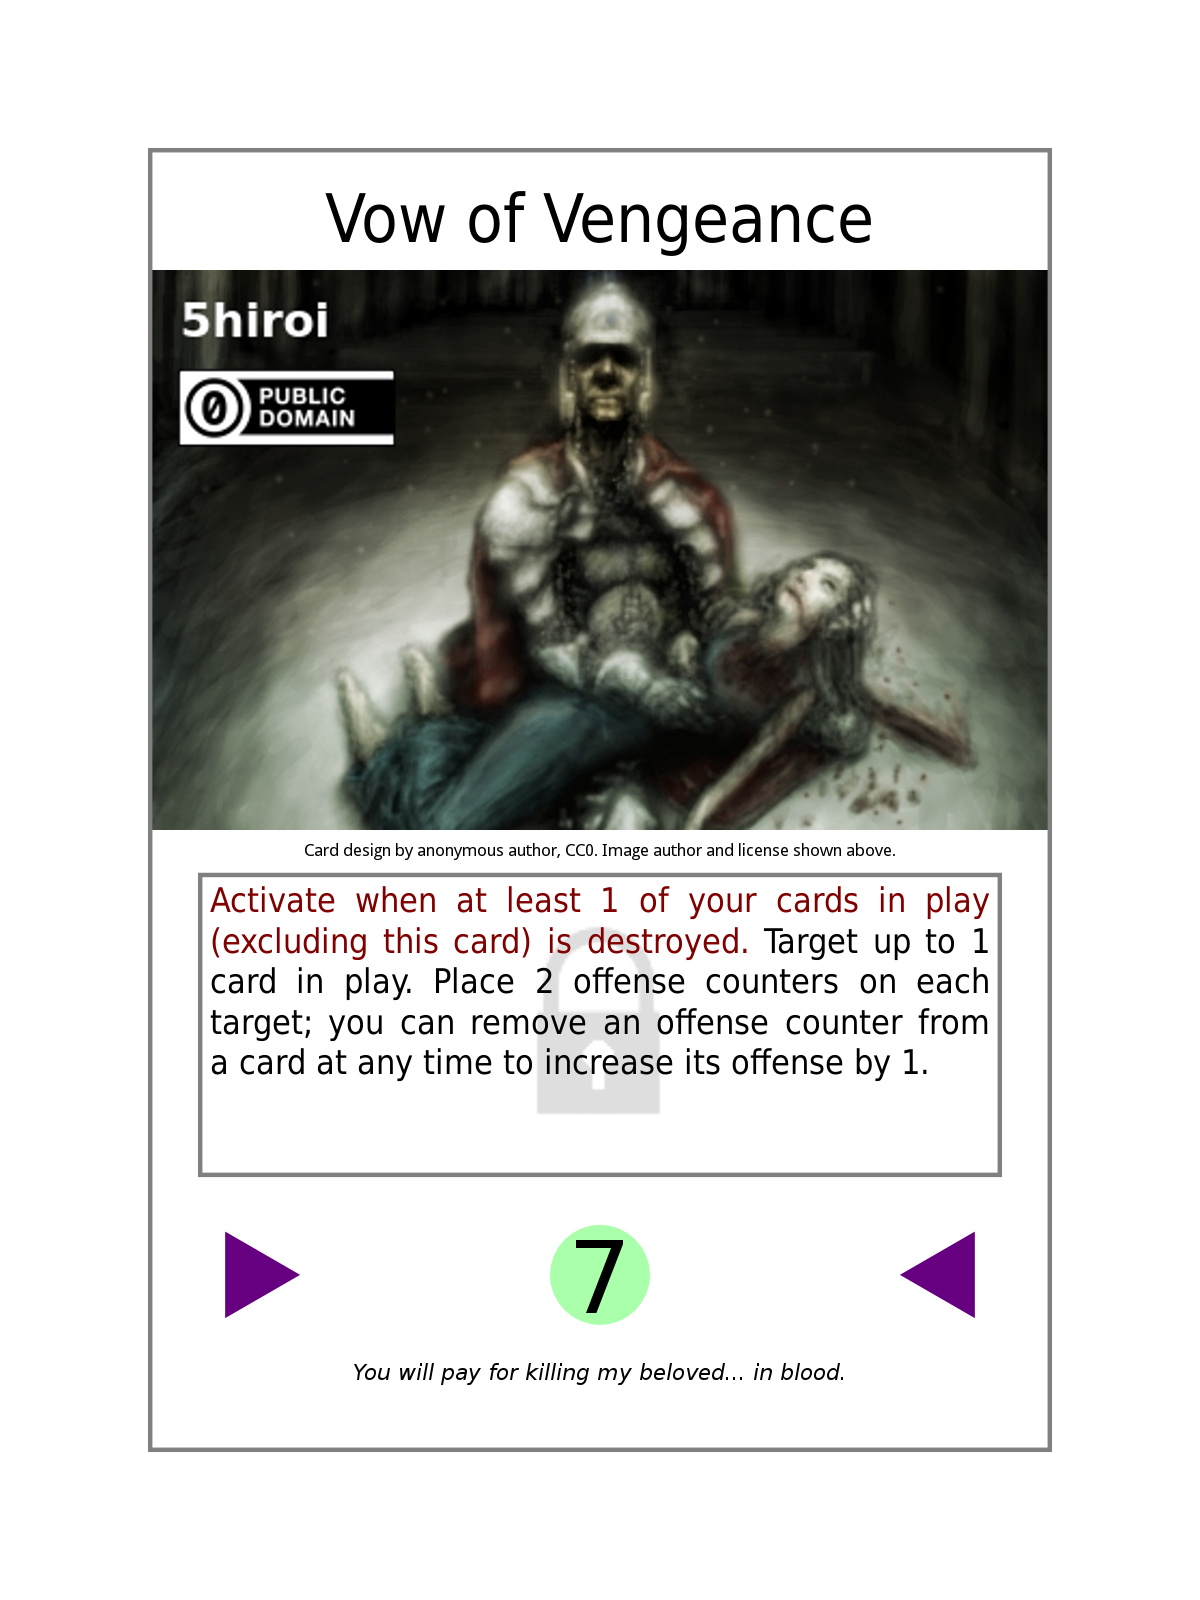 Vow of Vengeance
5hiroi
0 PUBLIC
DOMAIN
Card design by anonymous author, CC0. Image author and license shown above.
Activate when at least 1 of your cards in play
(excluding this card) is destroyed. Target up to 1
card in play. Place 2 offense counters on each
target; you can remove an offense counter from
a card at any time to increase its offense by 1.
7
You will pay for killing my beloved... in blood.